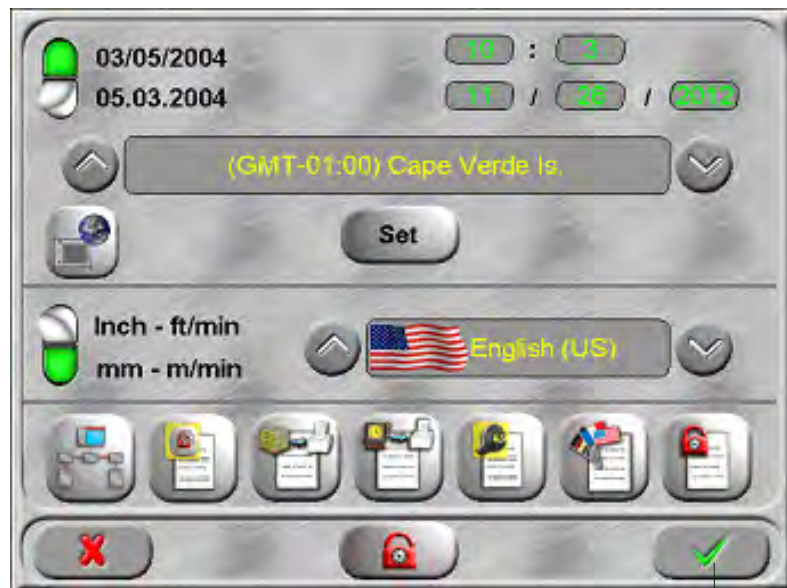 03/05/2004
05.03.2004
: 3
11 / 26 / 2012
(GMT-01:00) Cape Verde Is.
Set
Inch - ft/min
mm - m/min
English (US)